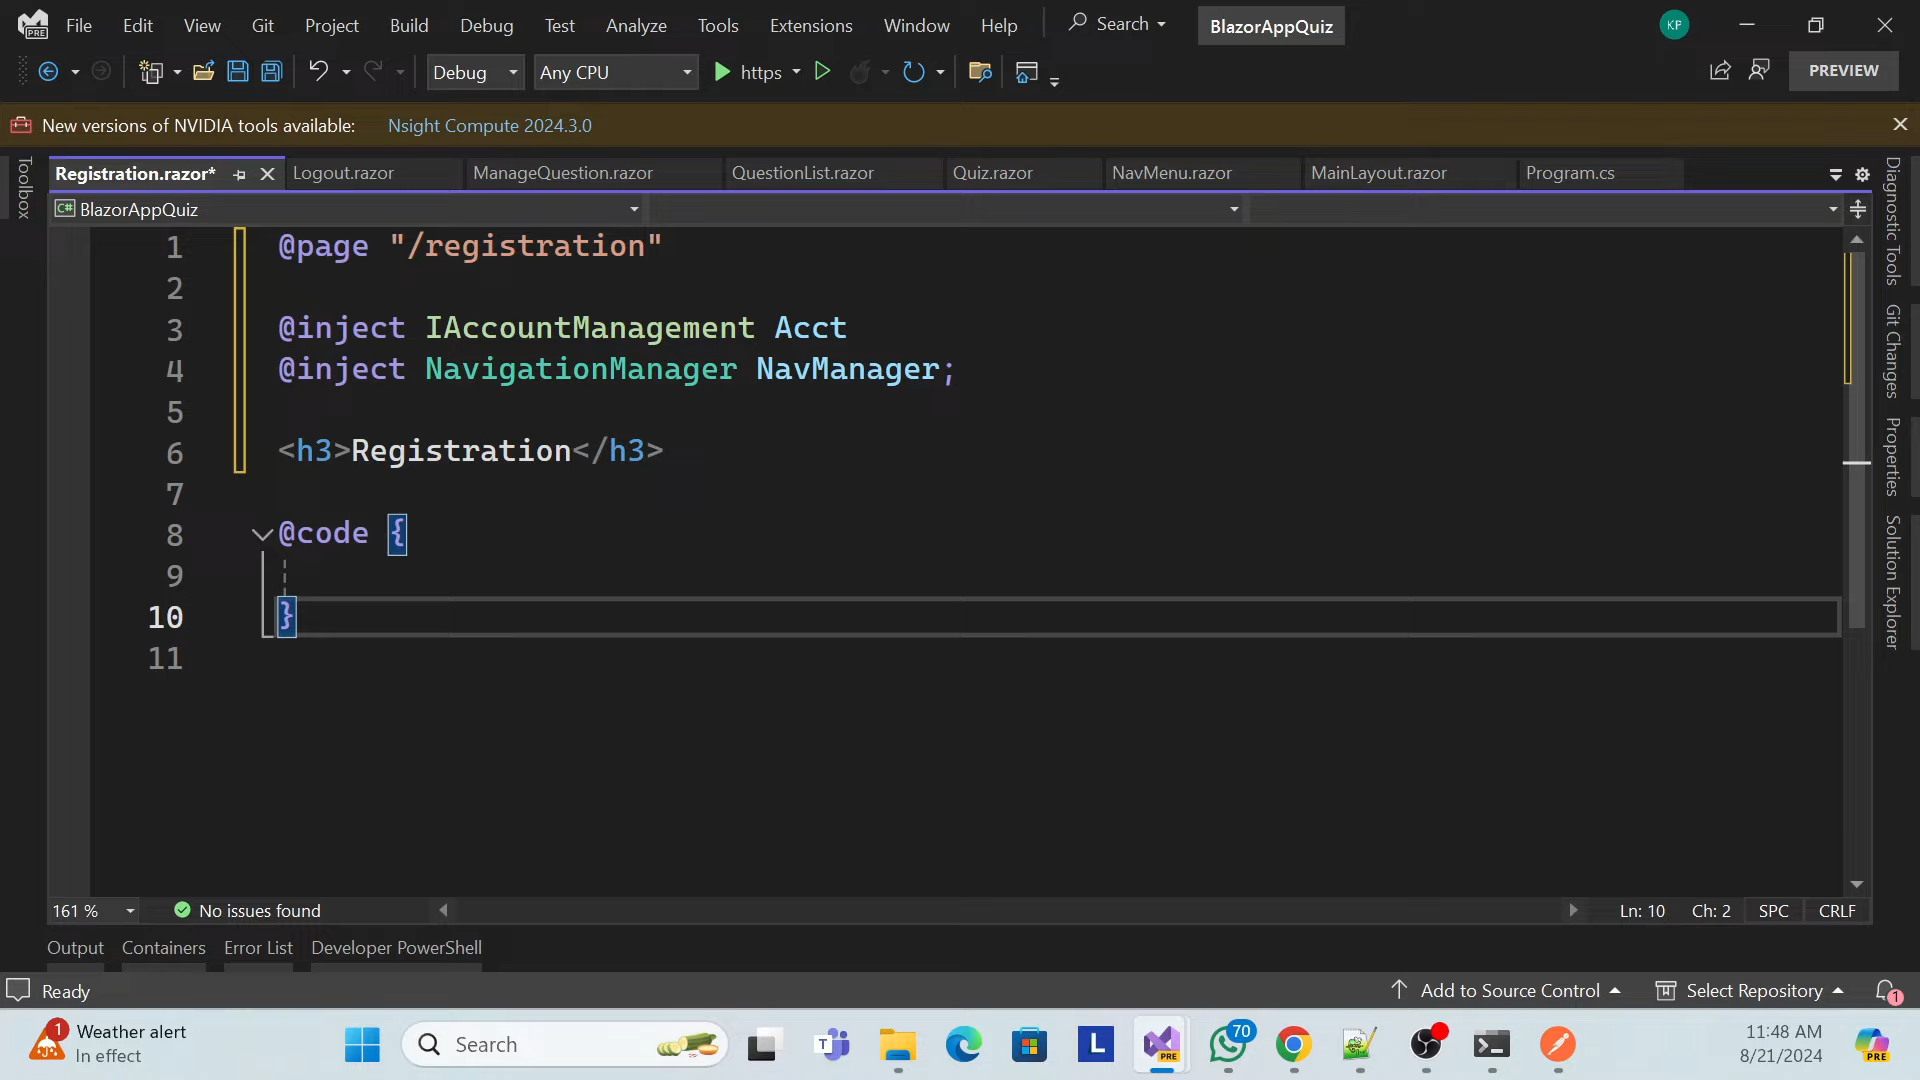 PRE
File Edit View Git Project Build Debug Test Analyze Tools Extensions Window Help Search BlazorAppQuiz KP
Debug Any CPU https PREVIEW
New versions of NVIDIA tools available: Nsight Compute 2024.3.0
Toolbox
Registration.razor* Logout.razor ManageQuestion.razor QuestionList.razor Quiz.razor NavMenu.razor MainLayout.razor Program.cs
C# BlazorAppQuiz
1 @page "/registration"
2
3 @inject IAccountManagement Acct
4 @inject NavigationManager NavManager;
5
6 <h3>Registration</h3>
7
8 @code {
9
10 }
11
Diagnostic Tools
Git Changes
Properties
Solution Explorer
161 % No issues found Ln: 10 Ch: 2 SPC CRLF
Output Containers Error List Developer PowerShell
Ready Add to Source Control Select Repository 1
1 Weather alert
In effect
Search
T
L
PRE
70
11:48 AM
8/21/2024
PRE